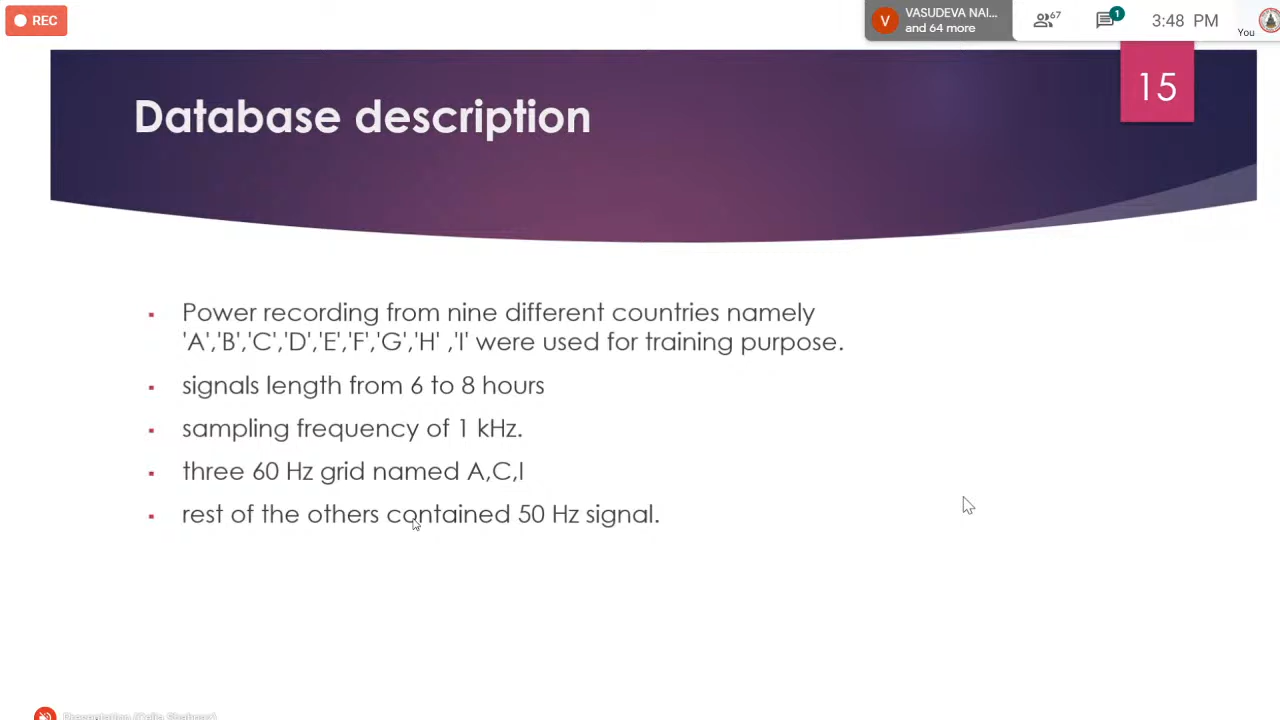 REC
V VASUDEVA NAI...
and 64 more
67
1
3:48 PM
You
15
Database description
▪ Power recording from nine different countries namely
'A','B','C','D','E','F','G','H' ,'I' were used for training purpose.
▪ signals length from 6 to 8 hours
▪ sampling frequency of 1 kHz.
▪ three 60 Hz grid named A,C,I
▪ rest of the others contained 50 Hz signal.